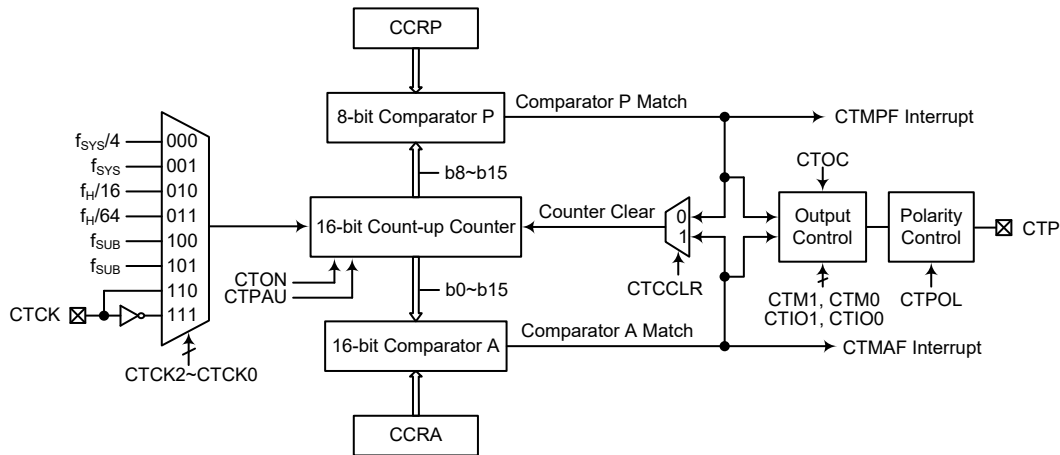 CCRP
8-bit Comparator P
Comparator P Match
CTMPF Interrupt
b8~b15
fSYS/4
fSYS
fH/16
fH/64
fSUB
fSUB
000
001
010
011
100
101
110
111
CTCK
CTCK2~CTCK0
16-bit Count-up Counter
CTON
CTPAU
Counter Clear
0
1
CTCCLR
CTOC
Output
Control
Polarity
Control
CTP
CTM1, CTM0
CTIO1, CTIO0
CTPOL
b0~b15
16-bit Comparator A
Comparator A Match
CTMAF Interrupt
CCRA